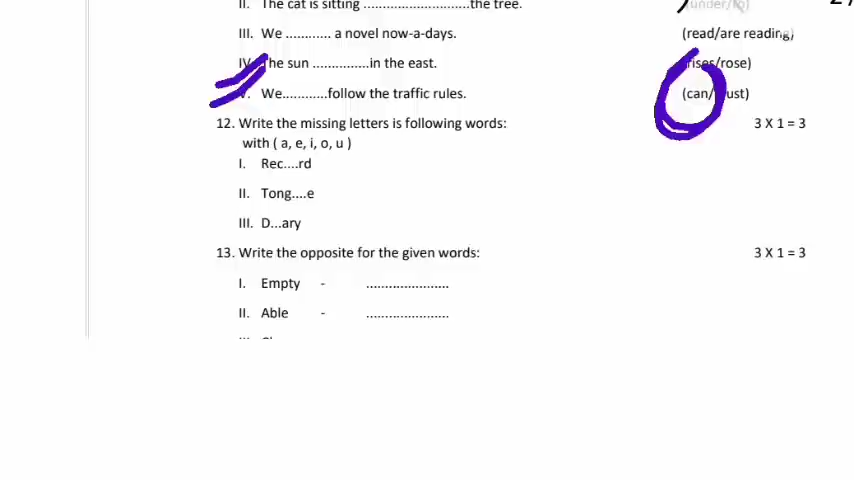 II. The cat is sitting ............................the tree. (under/to)
III. We ............ a novel now-a-days. (read/are reading)
IV. The sun ...............in the east. (rises/rose)
V. We............follow the traffic rules. (can/ust)
12. Write the missing letters is following words: 3 X 1 = 3
with ( a, e, i, o, u )
I. Rec....rd
II. Tong....e
III. D...ary
13. Write the opposite for the given words: 3 X 1 = 3
I. Empty - ......................
II. Able - ......................